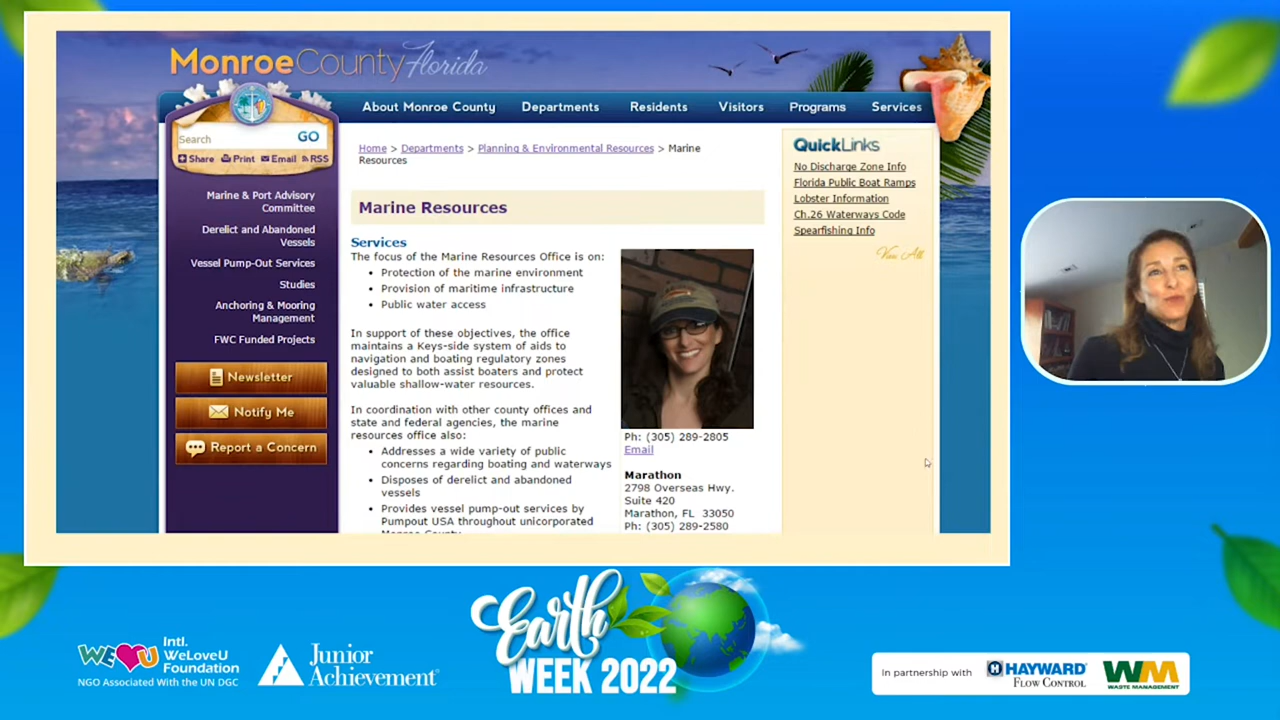 MonroeCounty Florida
About Monroe County Departments Residents Visitors Programs Services
Search GO
Share Print Email RSS
Marine & Port Advisory
Committee
Derelict and Abandoned
Vessels
Vessel Pump-Out Services
Studies
Anchoring & Mooring
Management
FWC Funded Projects
Newsletter
Notify Me
Report a Concern
Home > Departments > Planning & Environmental Resources > Marine
Resources
Marine Resources
Services
The focus of the Marine Resources Office is on:
• Protection of the marine environment
• Provision of maritime infrastructure
• Public water access
In support of these objectives, the office
maintains a Keys-side system of aids to
navigation and boating regulatory zones
designed to both assist boaters and protect
valuable shallow-water resources.
In coordination with other county offices and
state and federal agencies, the marine
resources office also:
• Addresses a wide variety of public
concerns regarding boating and waterways
• Disposes of derelict and abandoned
vessels
• Provides vessel pump-out services by
Pumpout USA throughout unicorporated
Monroe County
Ph: (305) 289-2805
Email
Marathon
2798 Overseas Hwy.
Suite 420
Marathon, FL 33050
Ph: (305) 289-2580
QuickLinks
No Discharge Zone Info
Florida Public Boat Ramps
Lobster Information
Ch.26 Waterways Code
Spearfishing Info
View All
WE U
Intl.
WeLoveU
Foundation
NGO Associated With the UN DGC
Junior
Achievement®
Earth
WEEK 2022
In partnership with
HAYWARD®
FLOW CONTROL
WM
WASTE MANAGEMENT